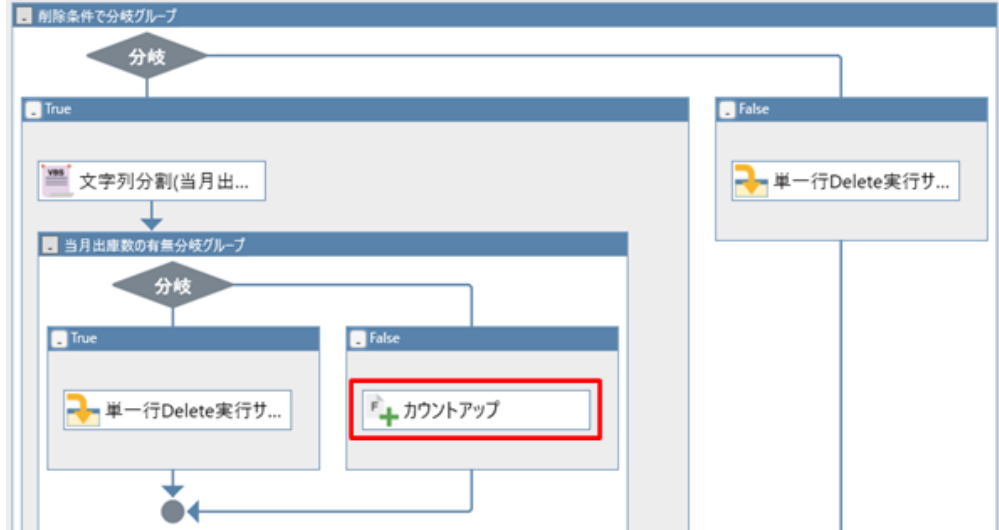 削除条件で分岐グループ
分岐
True
False
VBS
文字列分割(当月出...
単一行Delete実行サ...
当月出庫数の有無分岐グループ
分岐
True
False
単一行Delete実行サ...
F
カウントアップ